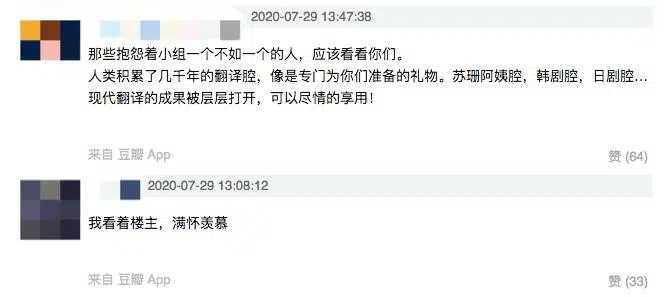 2020-07-29 13:47:38
那些抱怨着小组一个不如一个的人，应该看看你们。
人类积累了几千年的翻译腔，像是专门为你们准备的礼物。苏珊阿姨腔，韩剧腔，日剧腔...
现代翻译的成果被层层打开，可以尽情的享用！
来自 豆瓣 App
赞 (64)
2020-07-29 13:08:12
我看着楼主，满怀羡慕
来自 豆瓣 App
赞 (33)